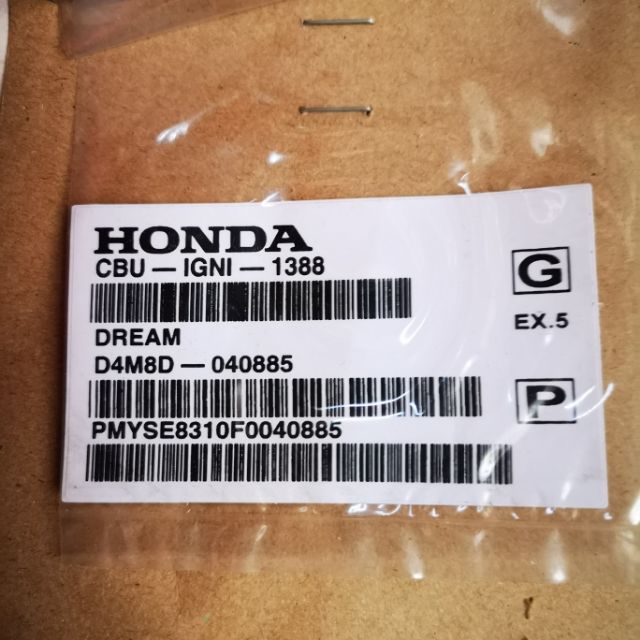 HONDA
CBU — IGNI — 1388
G
EX.5
DREAM
D4M8D — 040885
P
PMYSE8310F0040885